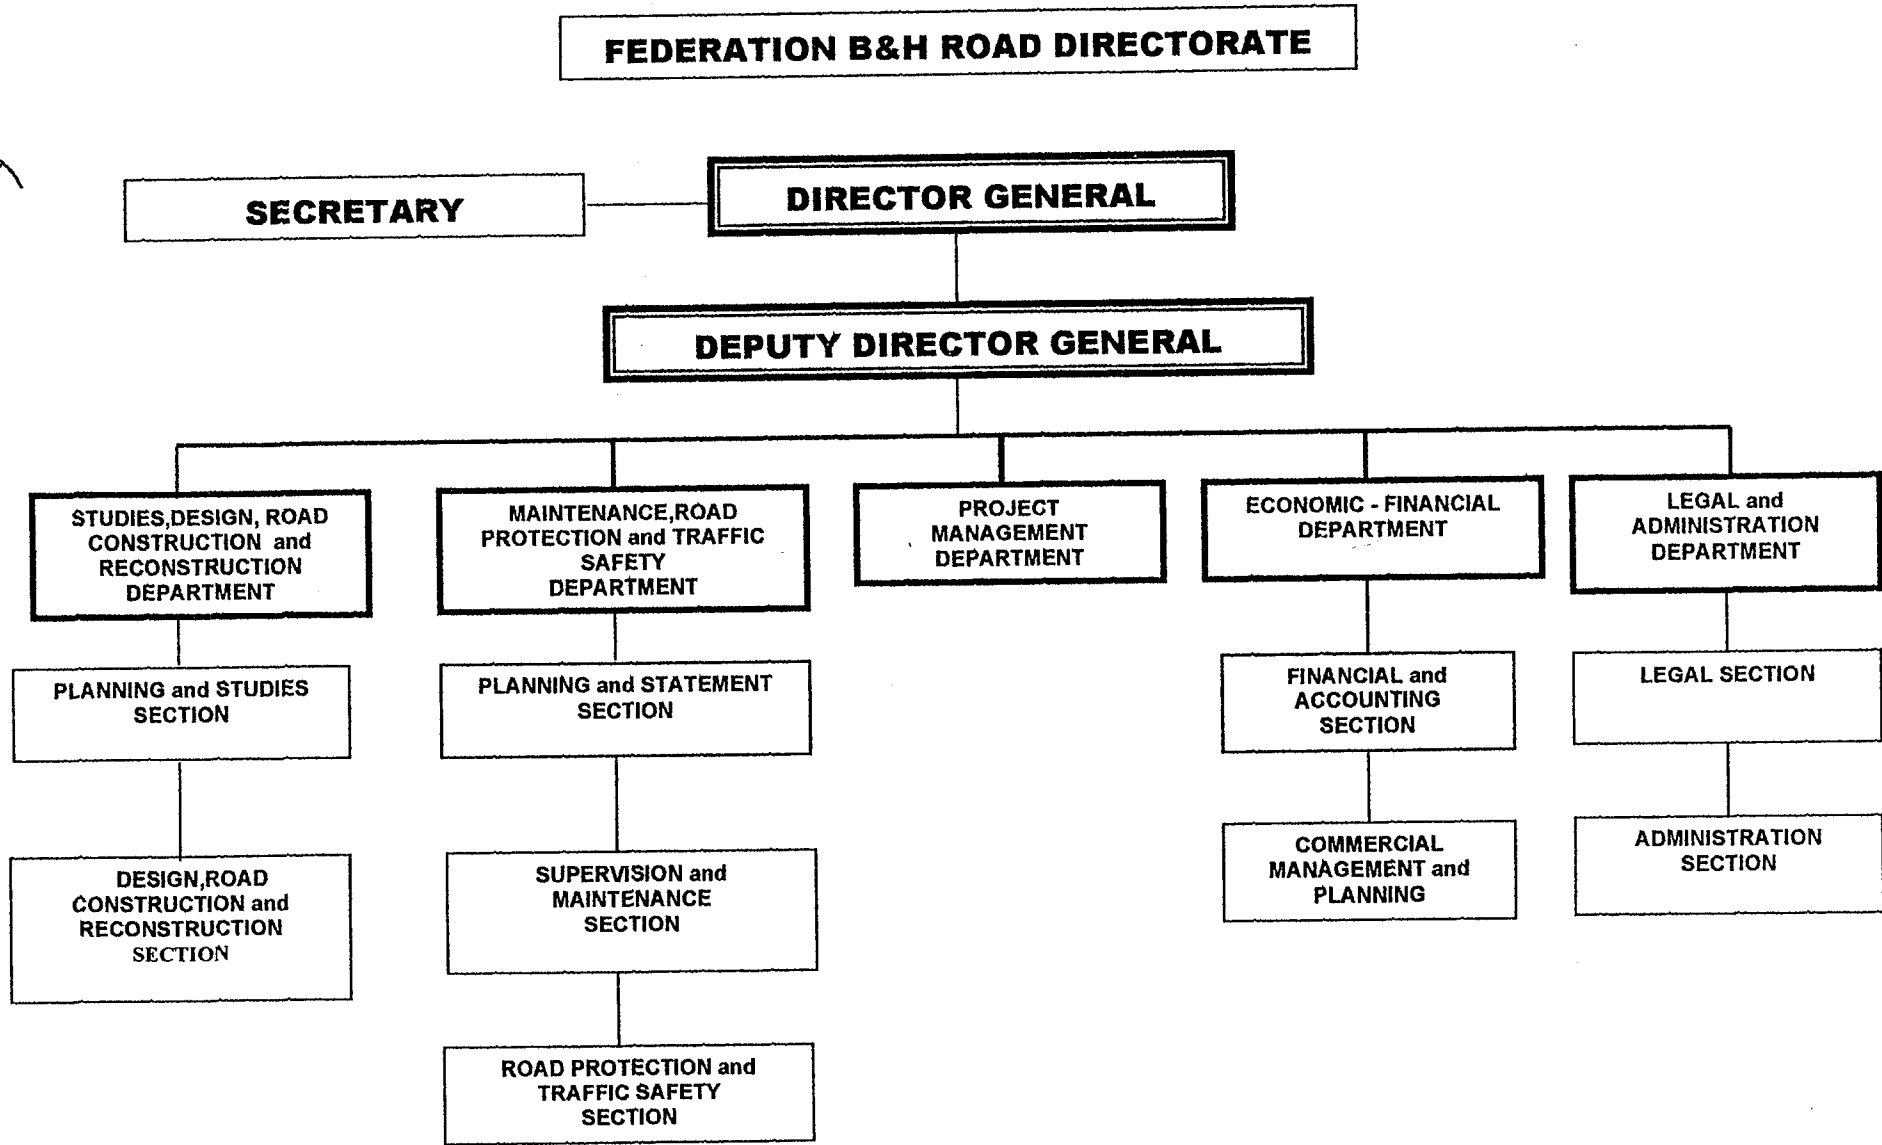 FEDERATION B&H ROAD DIRECTORATE
SECRETARY
DIRECTOR GENERAL
DEPUTY DIRECTOR GENERAL
STUDIES,DESIGN, ROAD
CONSTRUCTION and
RECONSTRUCTION
DEPARTMENT
MAINTENANCE,ROAD
PROTECTION and TRAFFIC
SAFETY
DEPARTMENT
PROJECT
MANAGEMENT
DEPARTMENT
ECONOMIC - FINANCIAL
DEPARTMENT
LEGAL and
ADMINISTRATION
DEPARTMENT
PLANNING and STUDIES
SECTION
PLANNING and STATEMENT
SECTION
FINANCIAL and
ACCOUNTING
SECTION
LEGAL SECTION
DESIGN,ROAD
CONSTRUCTION and
RECONSTRUCTION
SECTION
SUPERVISION and
MAINTENANCE
SECTION
COMMERCIAL
MANAGEMENT and
PLANNING
ADMINISTRATION
SECTION
ROAD PROTECTION and
TRAFFIC SAFETY
SECTION